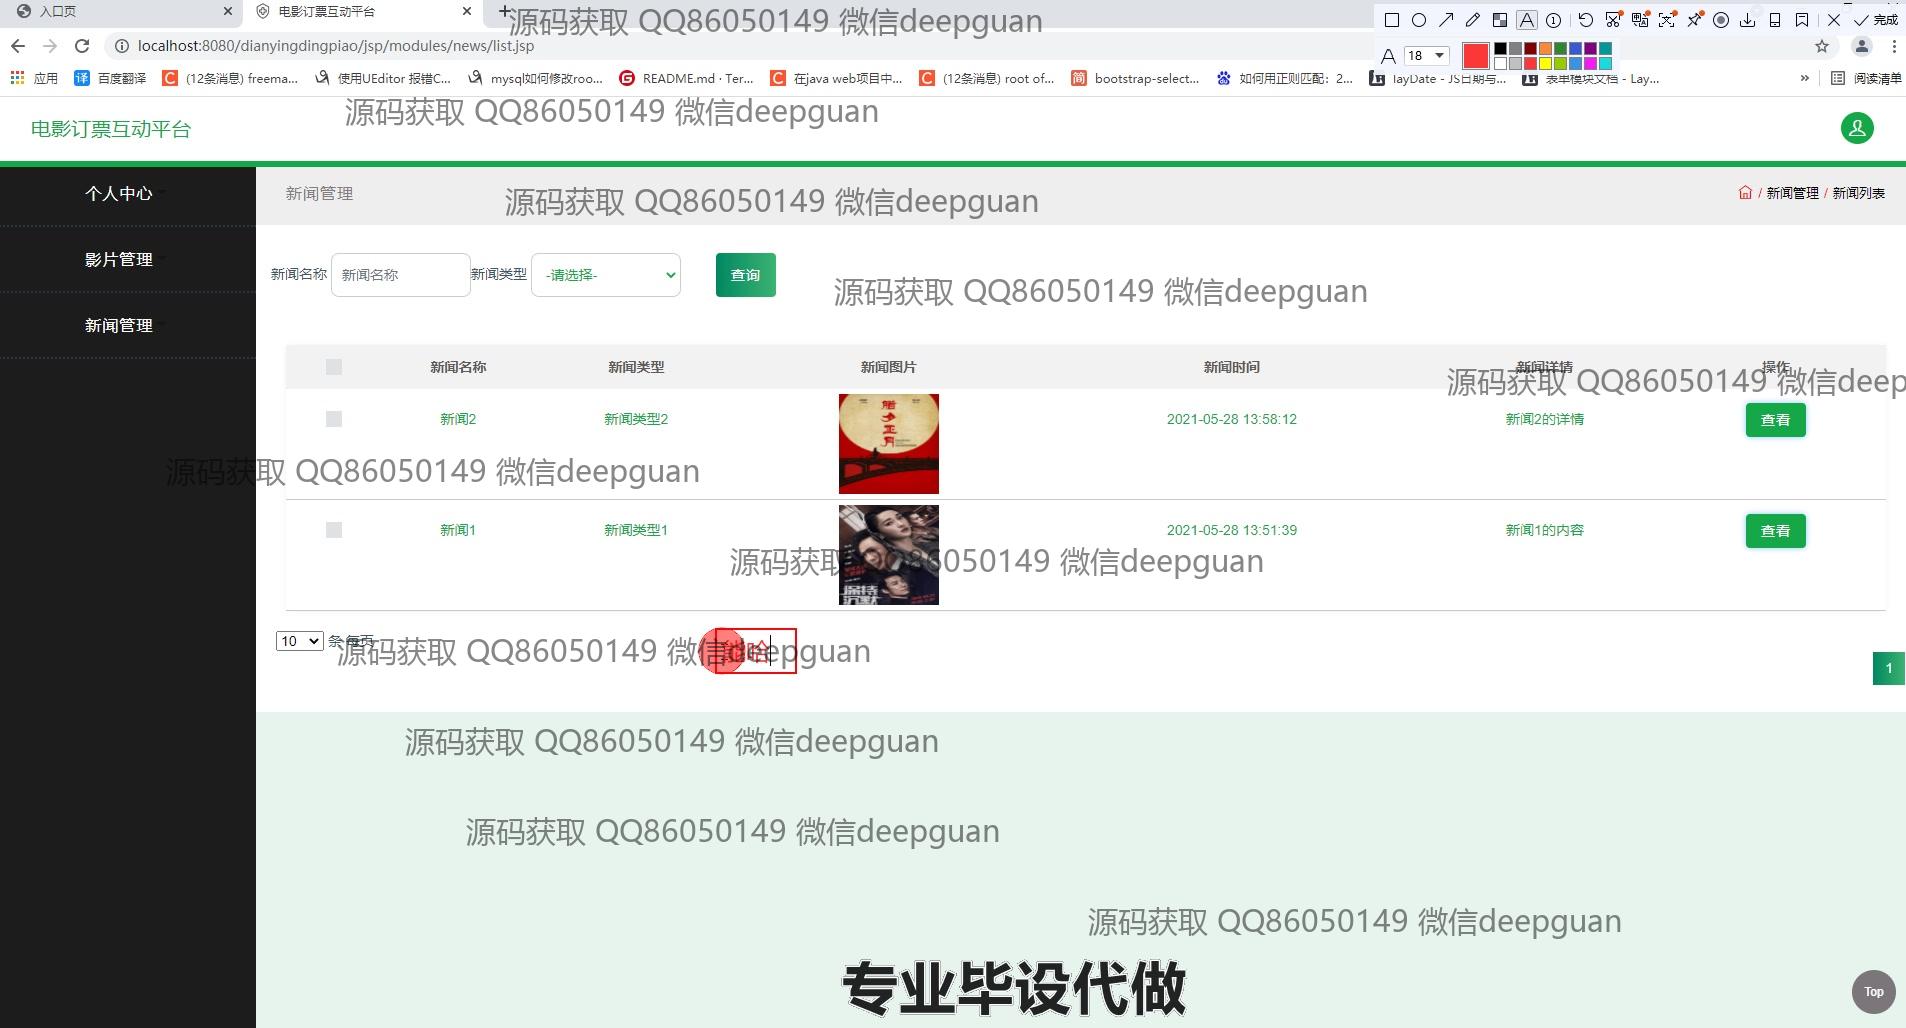 入口页
电影订票互动平台
源码获取 QQ86050149 微信deepguan
完成
localhost:8080/dianyingdingpiao/jsp/modules/news/list.jsp
18
应用
百度翻译
(12条消息) freema...
使用UEditor 报错C...
mysql如何修改roo...
README.md · Ter...
在java web项目中...
(12条消息) root of...
bootstrap-select...
如何用正则匹配：2...
layDate - JS日期与...
表单模块文档 - Lay...
阅读清单
源码获取 QQ86050149 微信deepguan
电影订票互动平台
个人中心
新闻管理
源码获取 QQ86050149 微信deepguan
/ 新闻管理 / 新闻列表
影片管理
新闻名称 新闻名称 新闻类型 -请选择- 查询
源码获取 QQ86050149 微信deepguan
新闻管理
新闻名称 新闻类型 新闻图片 新闻时间 新闻详情 操作
源码获取 QQ86050149 微信deep
新闻2 新闻类型2 2021-05-28 13:58:12 新闻2的详情 查看
腊月正月
源码获取 QQ86050149 微信deepguan
新闻1 新闻类型1 2021-05-28 13:51:39 新闻1的内容 查看
源码获取 QQ86050149 微信deepguan
保持沉默
10 条 每页
源码获取 QQ86050149 微信deepguan
1
源码获取 QQ86050149 微信deepguan
源码获取 QQ86050149 微信deepguan
源码获取 QQ86050149 微信deepguan
专业毕设代做
Top